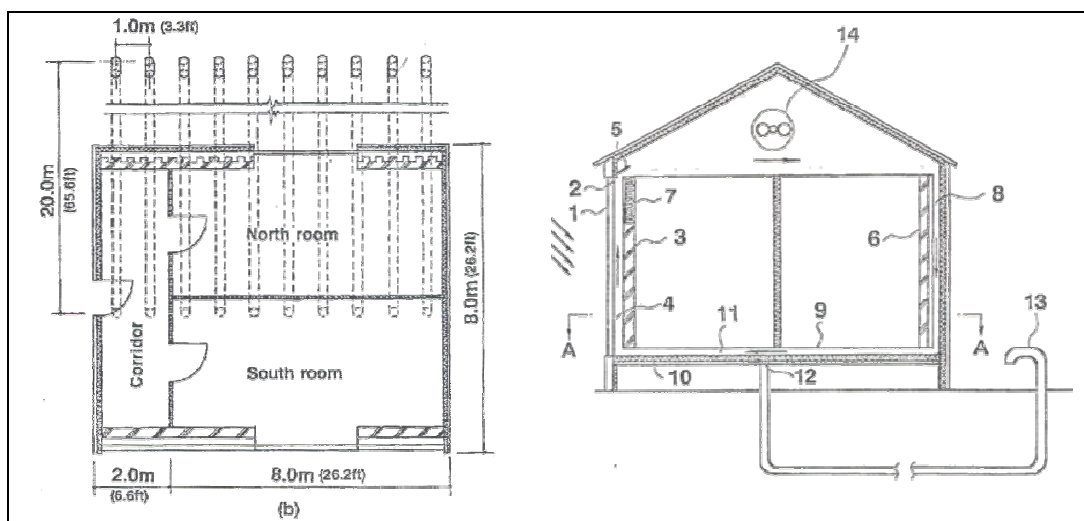 1.0m (3.3ft)
20.0m
(65.6ft)
North room
8.0m (26.2ft)
Corridor
South room
2.0m
(6.6ft)
8.0m (26.2ft)
(b)
14
5
2
1
7
3
4
8
6
11
9
13
A
A
10
12